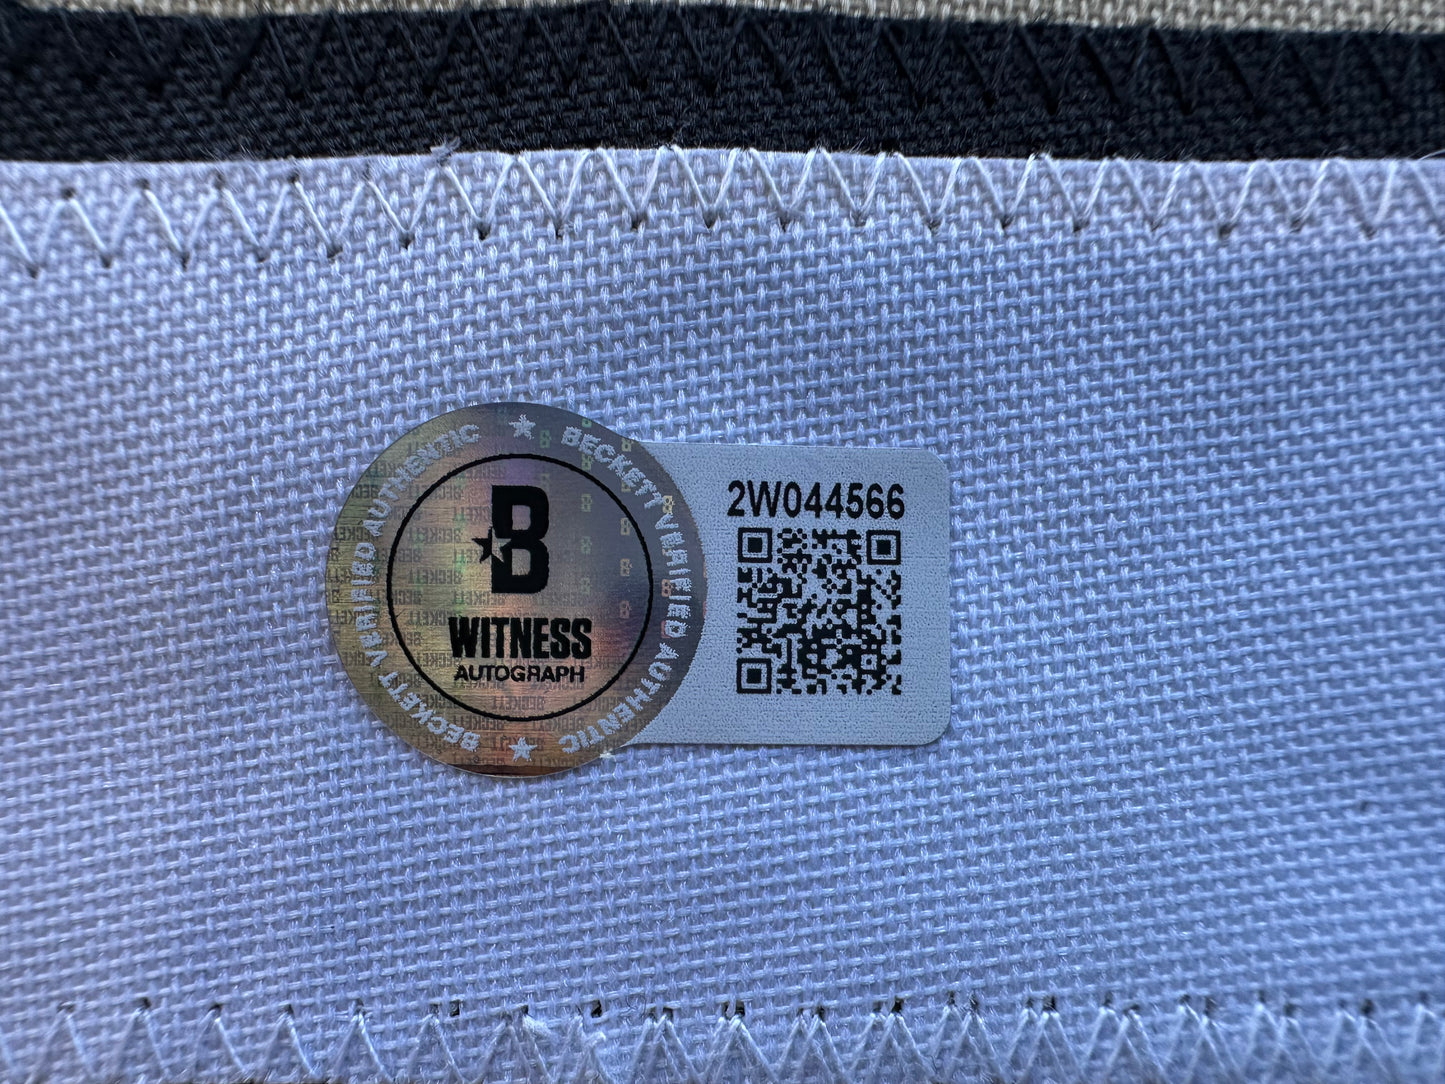 BECKETT VERIFIED AUTHENTIC ★ BECKETT VERIFIED AUTHENTIC ★
B
WITNESS
AUTOGRAPH
2W044566